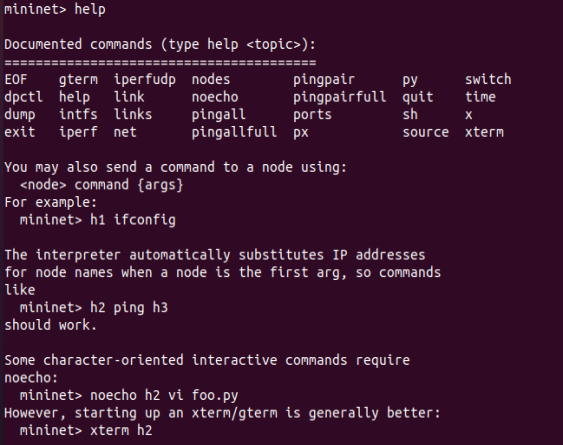 mininet> help
Documented commands (type help <topic>):
========================================
EOF    gterm  iperfudp  nodes        pingpair      py      switch
dpctl  help   link      noecho       pingpairfull  quit    time
dump   intfs  links     pingall      ports         sh      x
exit   iperf  net       pingallfull  px            source  xterm
You may also send a command to a node using:
  <node> command {args}
For example:
  mininet> h1 ifconfig
The interpreter automatically substitutes IP addresses
for node names when a node is the first arg, so commands
like
  mininet> h2 ping h3
should work.
Some character-oriented interactive commands require
noecho:
  mininet> noecho h2 vi foo.py
However, starting up an xterm/gterm is generally better:
  mininet> xterm h2